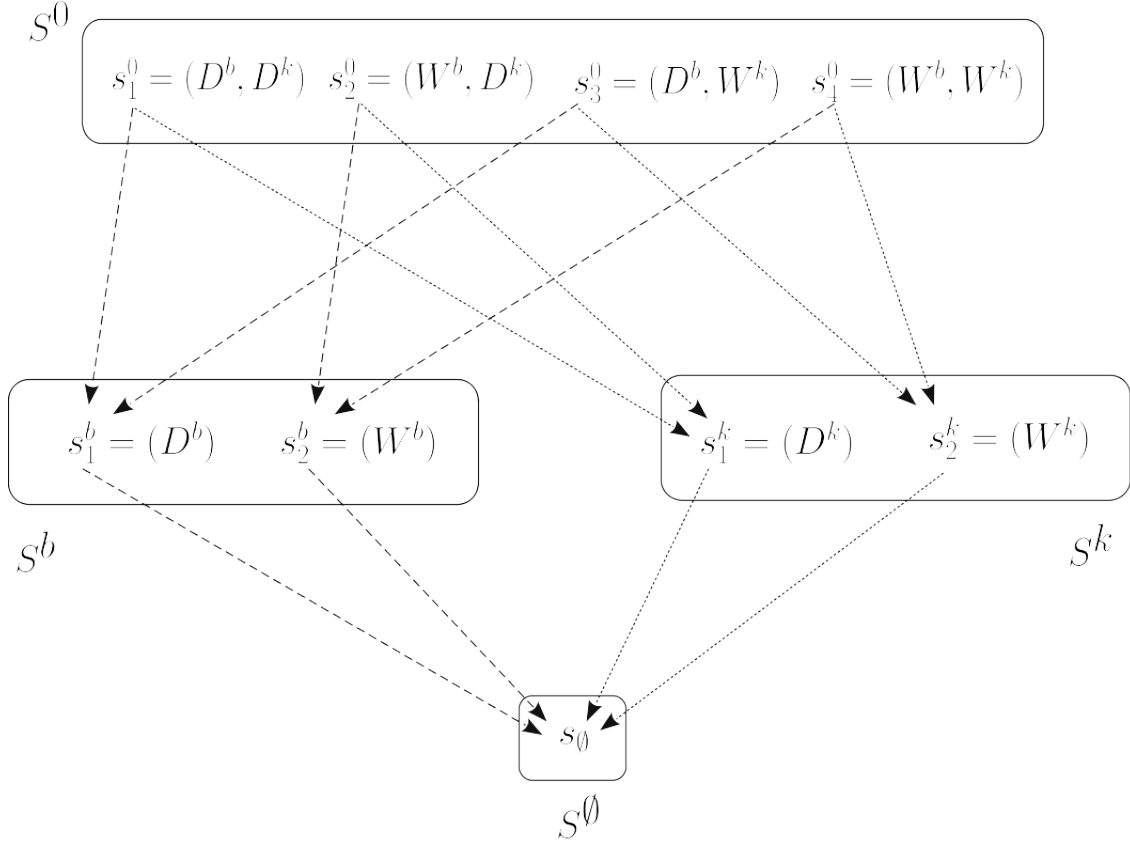 S^0
s_1^0 = (D^b, D^k) s_2^0 = (W^b, D^k) s_3^0 = (D^b, W^k) s_4^0 = (W^b, W^k)
s_1^b = (D^b) s_2^b = (W^b) s_1^k = (D^k) s_2^k = (W^k)
S^b S^k
s_∅
S^∅